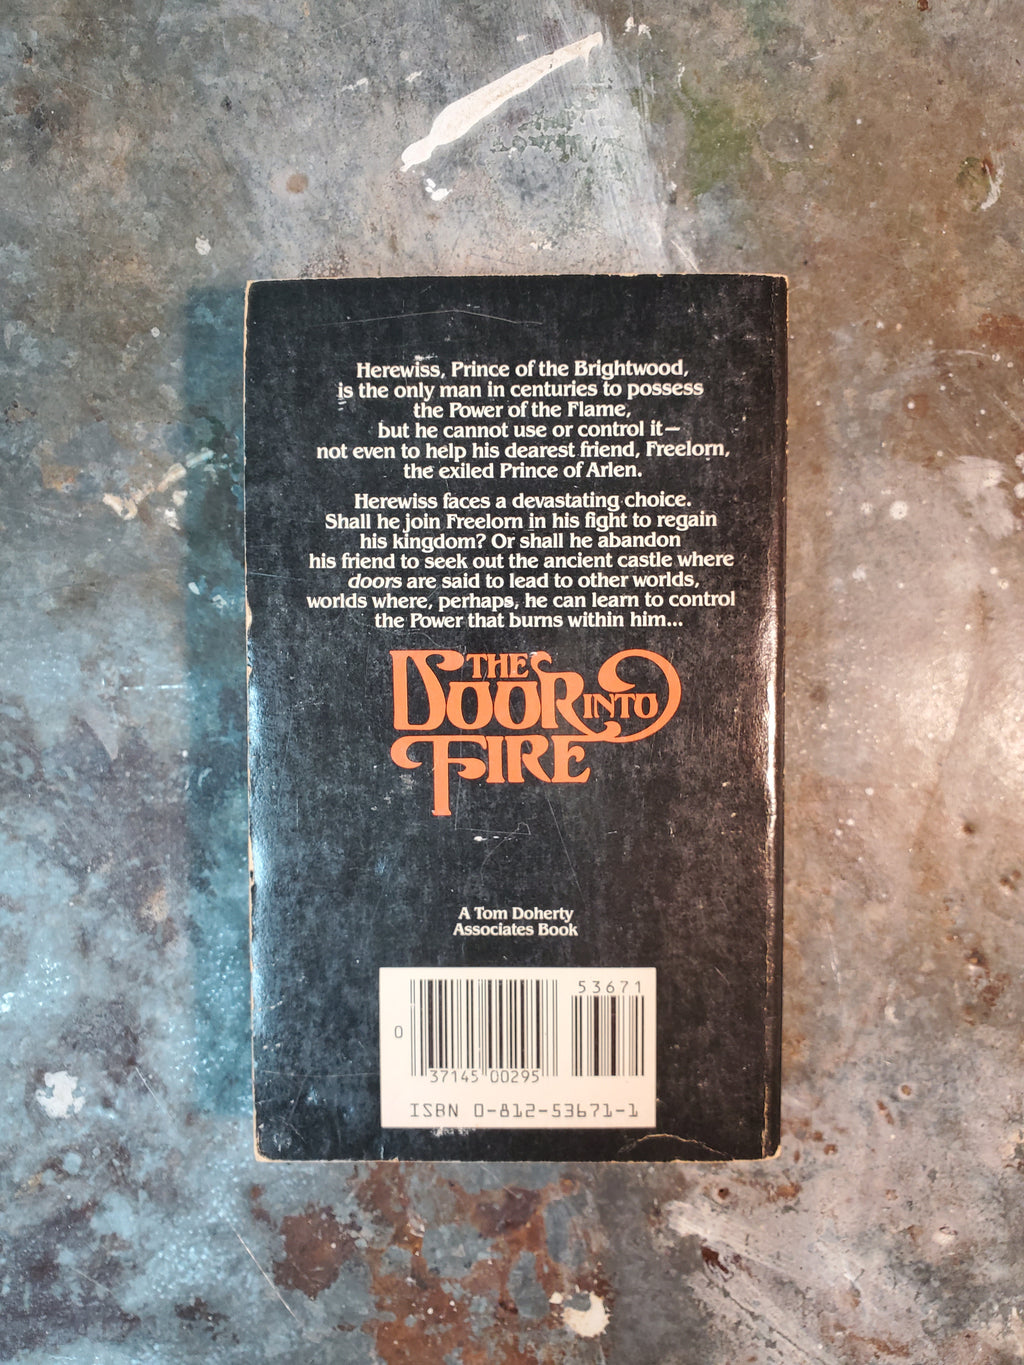 Herewiss, Prince of the Brightwood,
is the only man in centuries to possess
the Power of the Flame,
but he cannot use or control it—
not even to help his dearest friend, Freelorn,
the exiled Prince of Arlen.
Herewiss faces a devastating choice.
Shall he join Freelorn in his fight to regain
his kingdom? Or shall he abandon
his friend to seek out the ancient castle where
doors are said to lead to other worlds,
worlds where, perhaps, he can learn to control
the Power that burns within him...
THE
DOOR INTO
FIRE
A Tom Doherty
Associates Book
53671
0
37145 00295
ISBN 0-812-53671-1